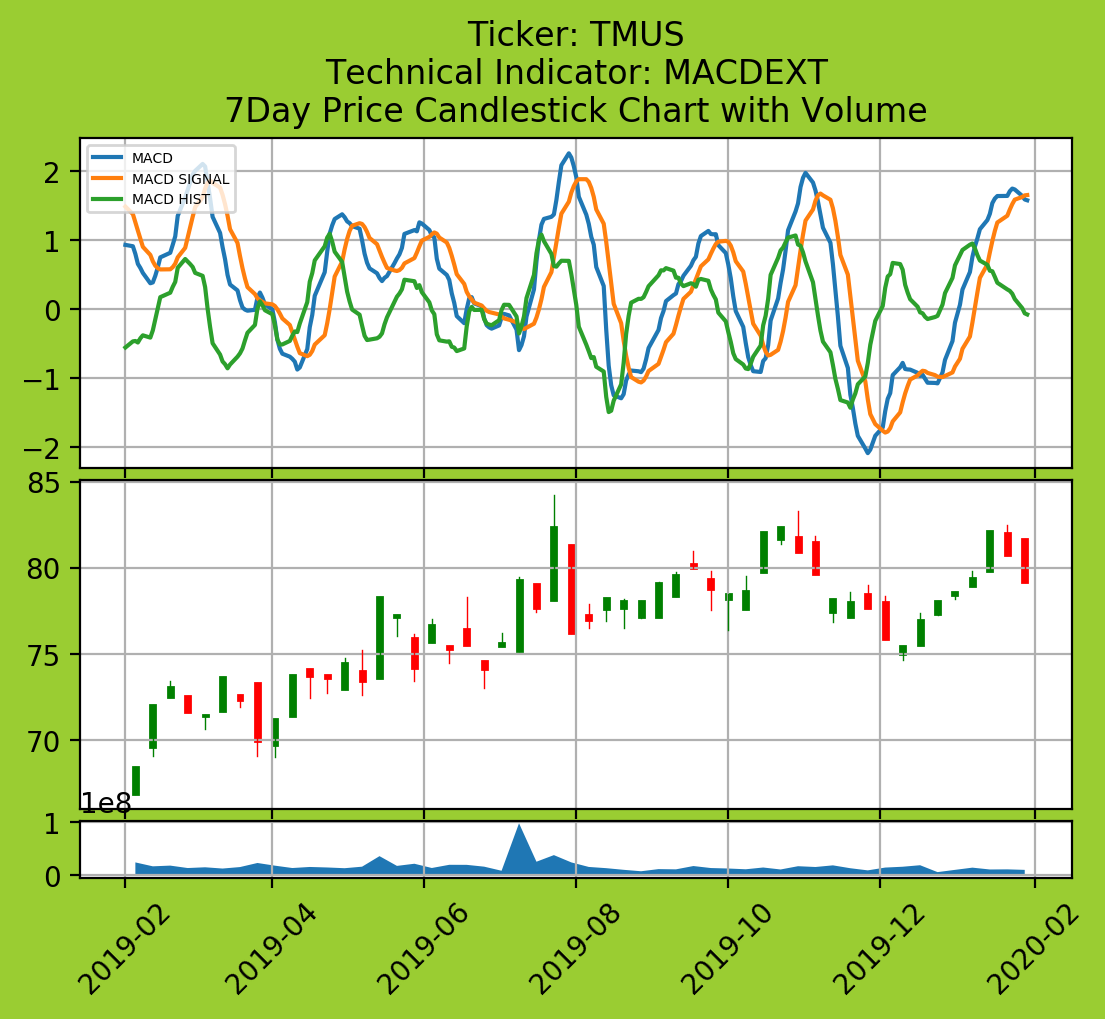 Ticker: TMUS
Technical Indicator: MACDEXT
7Day Price Candlestick Chart with Volume
MACD
MACD SIGNAL
MACD HIST
2
1
0
−1
−2
85
80
75
70
1e8
1
0
2019-02
2019-04
2019-06
2019-08
2019-10
2019-12
2020-02